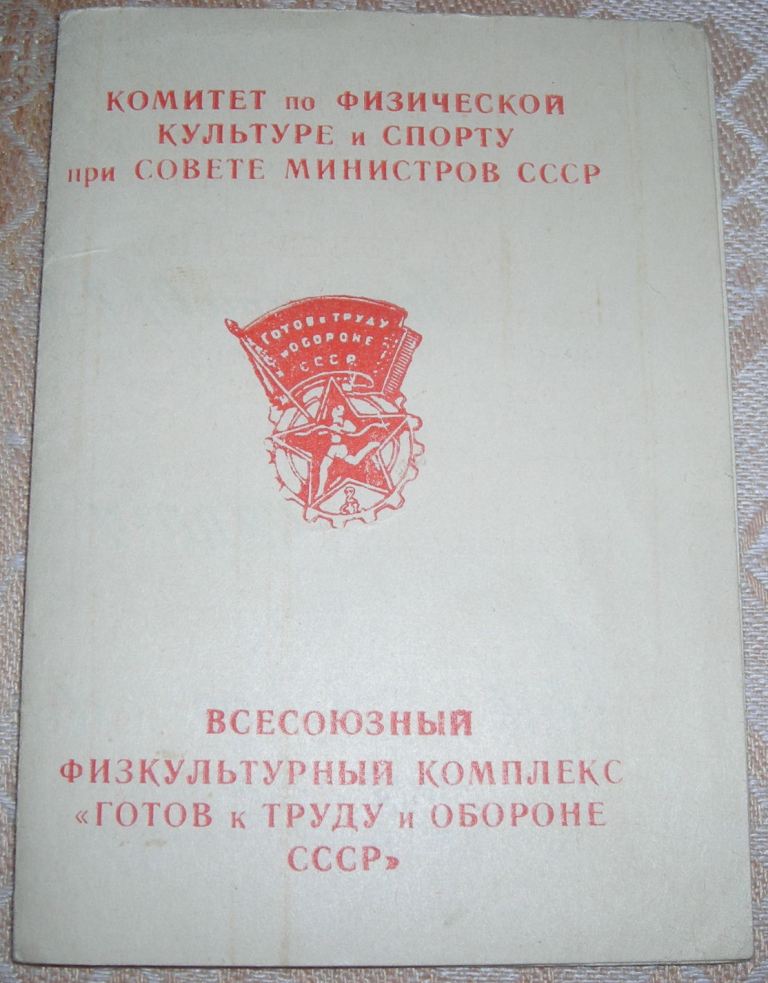 КОМИТЕТ по ФИЗИЧЕСКОЙ
КУЛЬТУРЕ и СПОРТУ
при СОВЕТЕ МИНИСТРОВ СССР
ГОТОВ к ТРУДУ
и ОБОРОНЕ
СССР
ВСЕСОЮЗНЫЙ
ФИЗКУЛЬТУРНЫЙ КОМПЛЕКС
«ГОТОВ к ТРУДУ и ОБОРОНЕ
СССР»